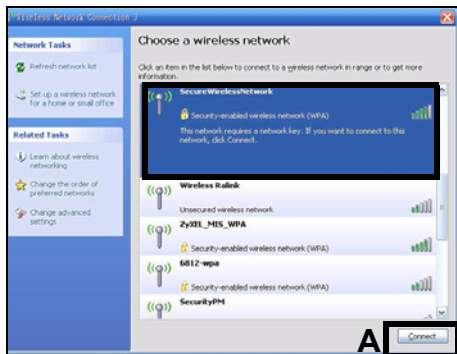 Wireless Network Connection 3
Network Tasks
Refresh network list
Set up a wireless network
for a home or small office
Related Tasks
Learn about wireless
networking
Change the order of
preferred networks
Change advanced
settings
Choose a wireless network
Click an item in the list below to connect to a wireless network in range or to get more
information.
SecureWirelessNetwork
Security-enabled wireless network (WPA)
This network requires a network key. If you want to connect to this
network, click Connect.
Wireless Ralink
Unsecured wireless network
ZyXEL_MIS_WPA
Security-enabled wireless network (WPA)
6812-wpa
Security-enabled wireless network (WPA)
SecurityPM
A
Connect